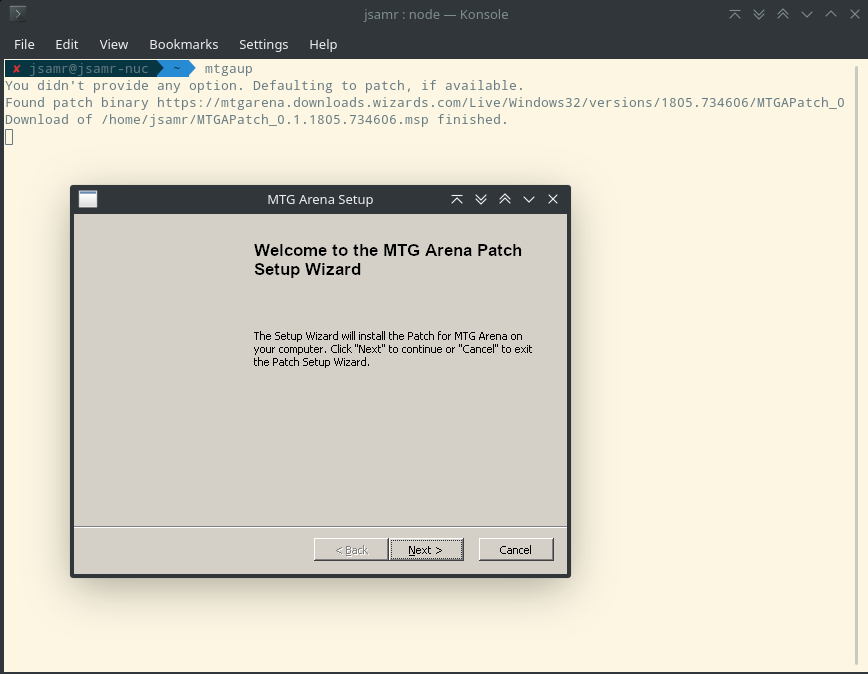 jsamr : node — Konsole
File Edit View Bookmarks Settings Help
✘ jsamr@jsamr-nuc ~ mtgaup
You didn't provide any option. Defaulting to patch, if available.
Found patch binary https://mtgarena.downloads.wizards.com/Live/Windows32/versions/1805.734606/MTGAPatch_0
Download of /home/jsamr/MTGAPatch_0.1.1805.734606.msp finished.
MTG Arena Setup
Welcome to the MTG Arena Patch
Setup Wizard
The Setup Wizard will install the Patch for MTG Arena on
your computer. Click "Next" to continue or "Cancel" to exit
the Patch Setup Wizard.
< Back Next > Cancel